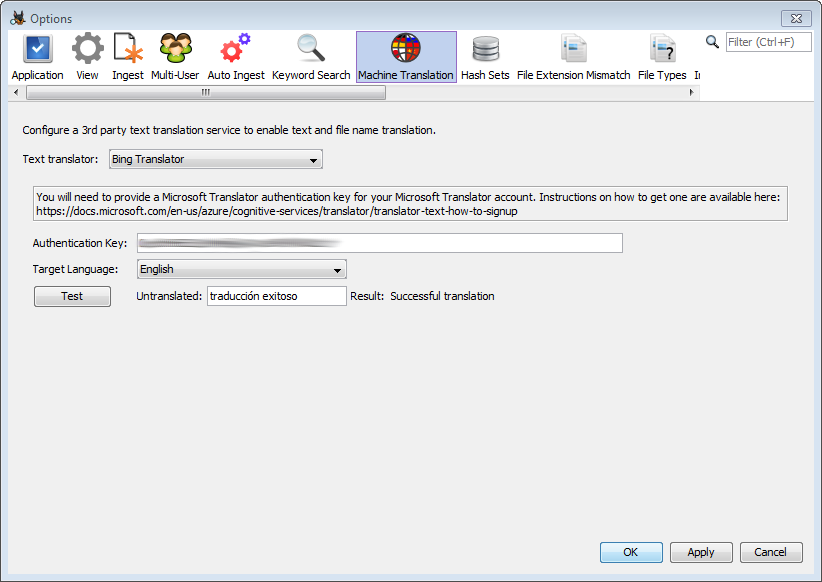 Options
Application View Ingest Multi-User Auto Ingest Keyword Search Machine Translation Hash Sets File Extension Mismatch File Types
Filter (Ctrl+F)
Configure a 3rd party text translation service to enable text and file name translation.
Text translator: Bing Translator
You will need to provide a Microsoft Translator authentication key for your Microsoft Translator account. Instructions on how to get one are available here:
https://docs.microsoft.com/en-us/azure/cognitive-services/translator/translator-text-how-to-signup
Authentication Key:
Target Language: English
Test Untranslated: traducción exitoso Result: Successful translation
OK Apply Cancel